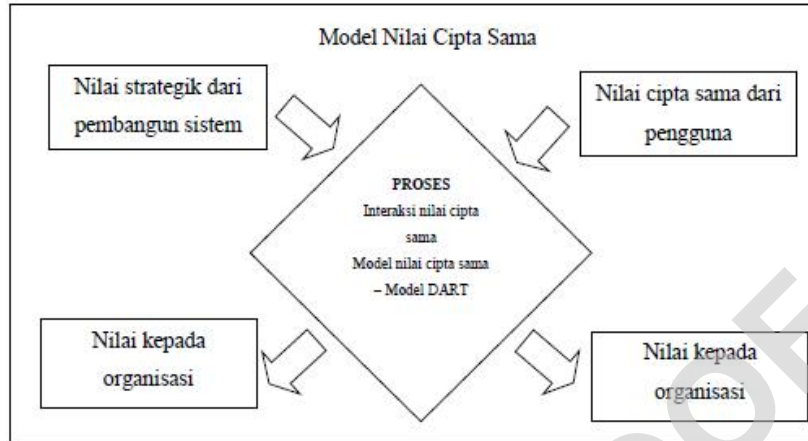 Model Nilai Cipta Sama
Nilai strategik dari
pembangun sistem
Nilai cipta sama dari
pengguna
PROSES
Interaksi nilai cipta
sama
Model nilai cipta sama
– Model DART
Nilai kepada
organisasi
Nilai kepada
organisasi